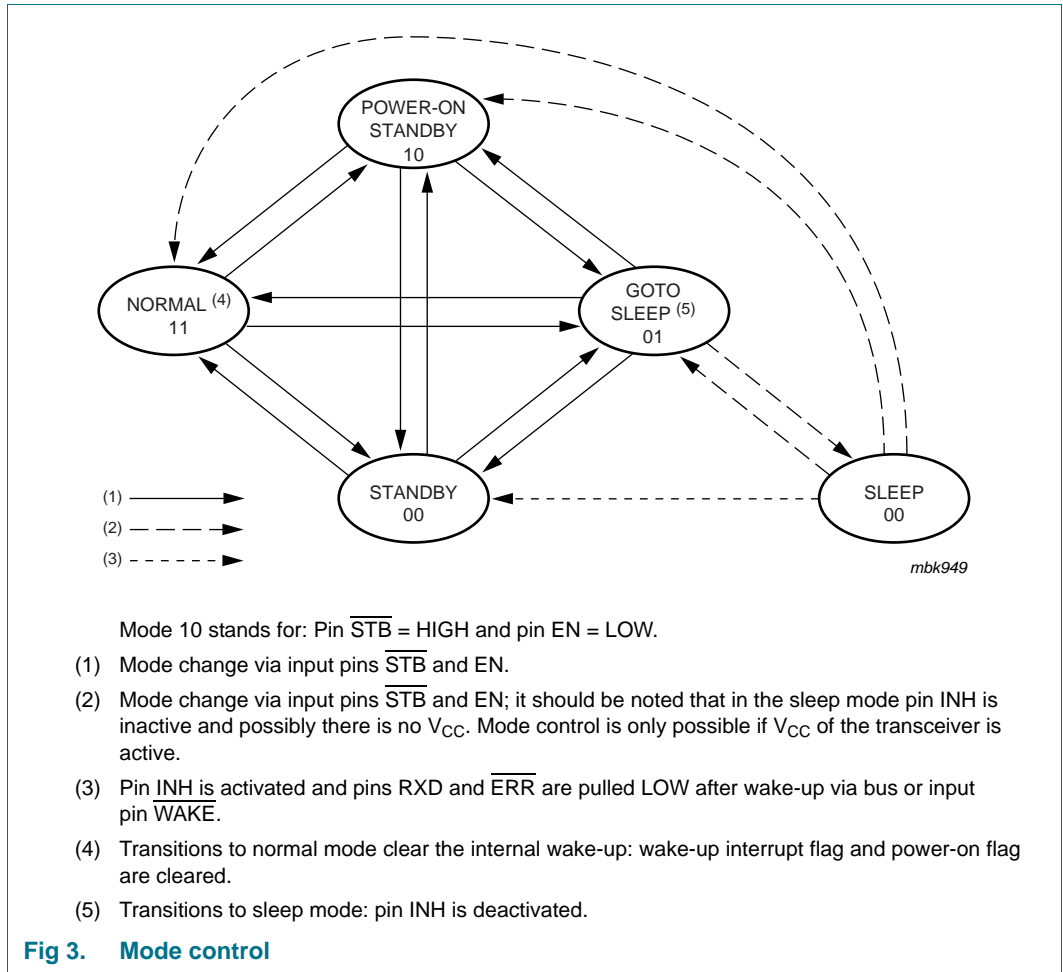 POWER-ON
STANDBY
10
NORMAL (4)
11
GOTO
SLEEP (5)
01
STANDBY
00
SLEEP
00
(1)
(2)
(3)
mbk949
Mode 10 stands for: Pin S̅T̅B̅ = HIGH and pin EN = LOW.
(1) Mode change via input pins S̅T̅B̅ and EN.
(2) Mode change via input pins S̅T̅B̅ and EN; it should be noted that in the sleep mode pin INH is
inactive and possibly there is no VCC. Mode control is only possible if VCC of the transceiver is
active.
(3) Pin INH is activated and pins RXD and E̅R̅R̅ are pulled LOW after wake-up via bus or input
pin W̅A̅K̅E̅.
(4) Transitions to normal mode clear the internal wake-up: wake-up interrupt flag and power-on flag
are cleared.
(5) Transitions to sleep mode: pin INH is deactivated.
Fig 3. Mode control